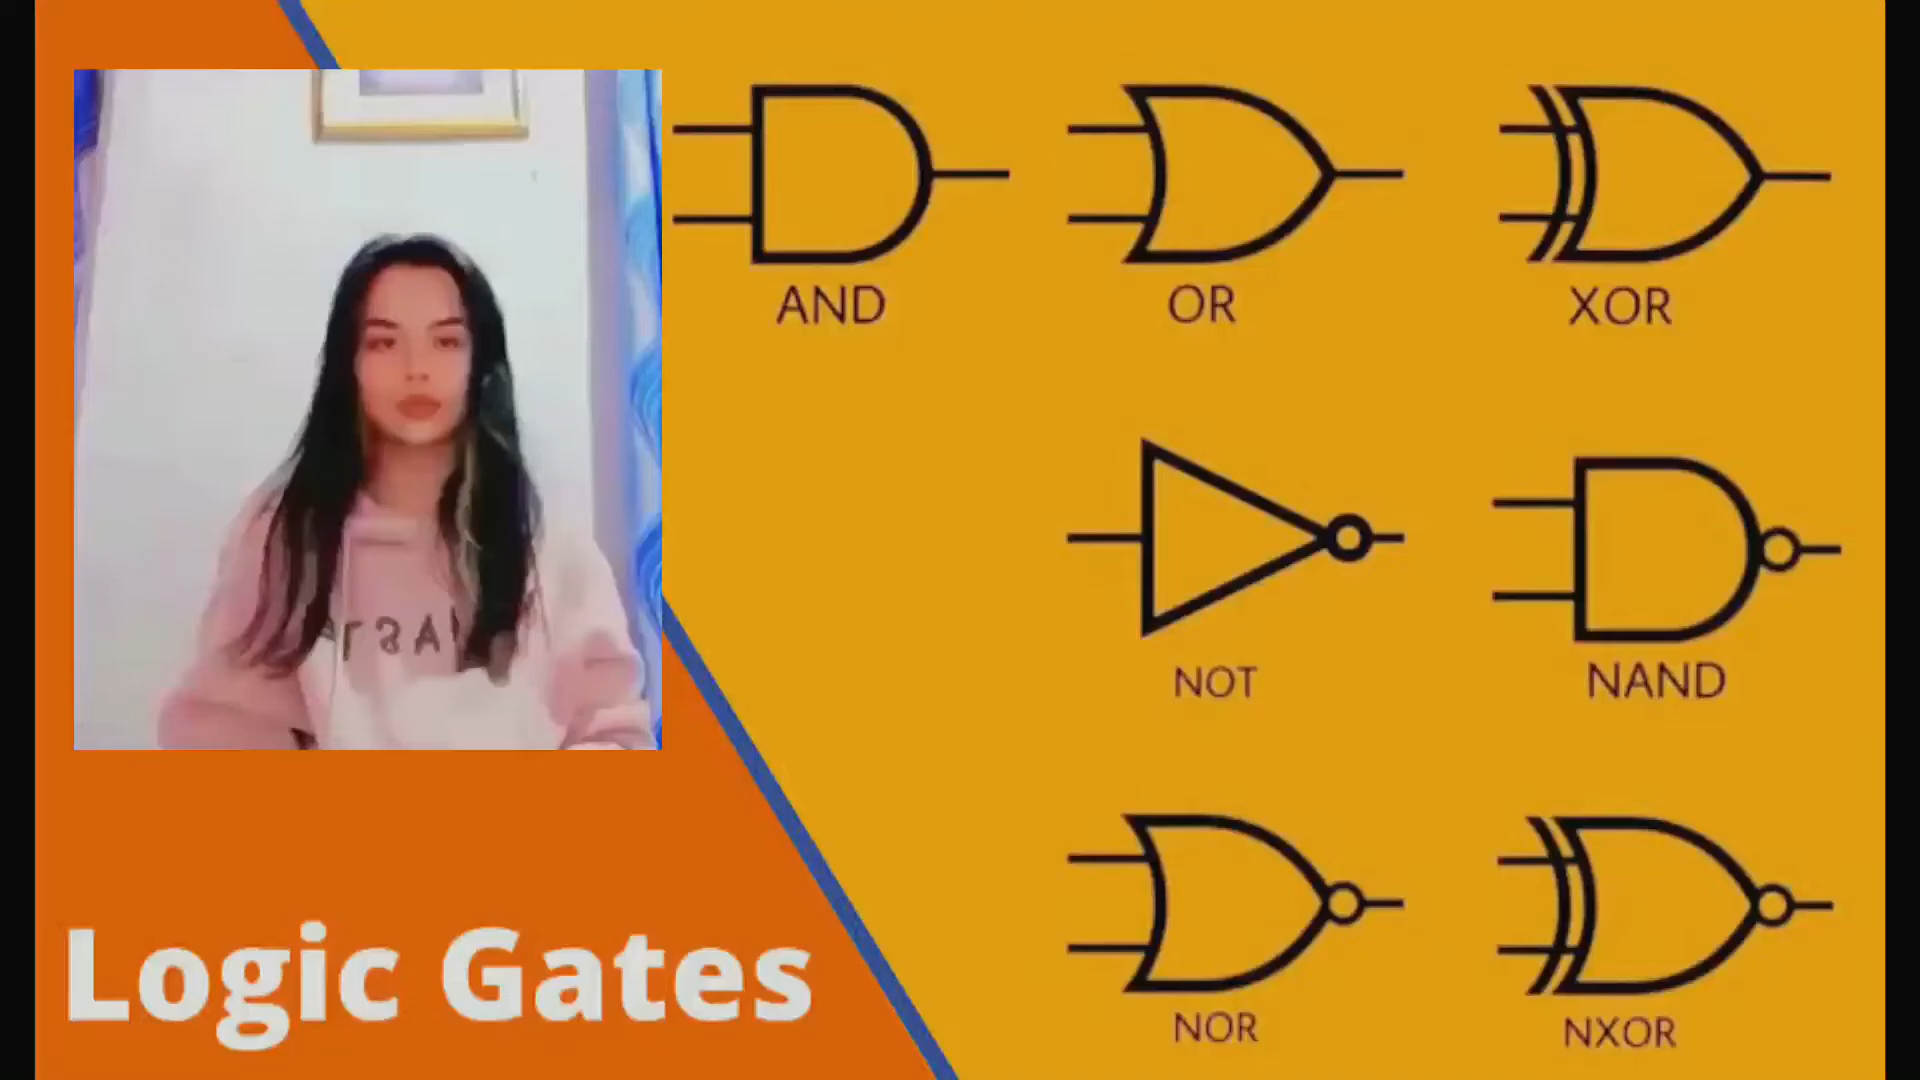 AND
OR
XOR
NOT
NAND
NOR
NXOR
Logic Gates